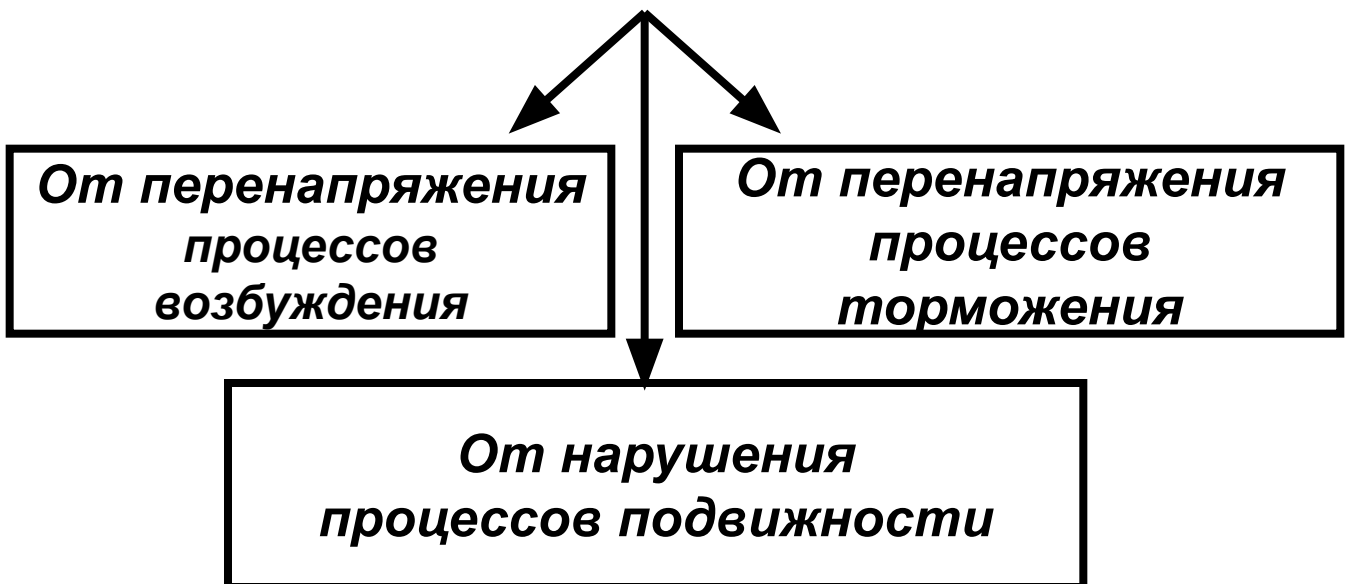 От перенапряжения
процессов
возбуждения
От перенапряжения
процессов
торможения
От нарушения
процессов подвижности